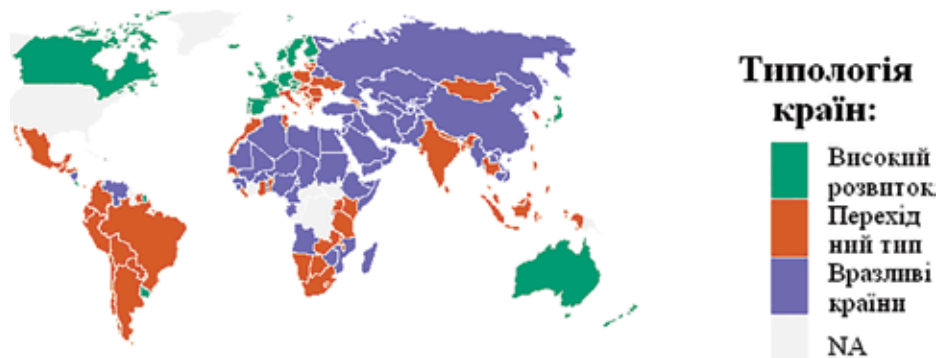 Типологія
країн:
Високий
розвиток.
Перехід
ний тип
Вразливі
країни
NA